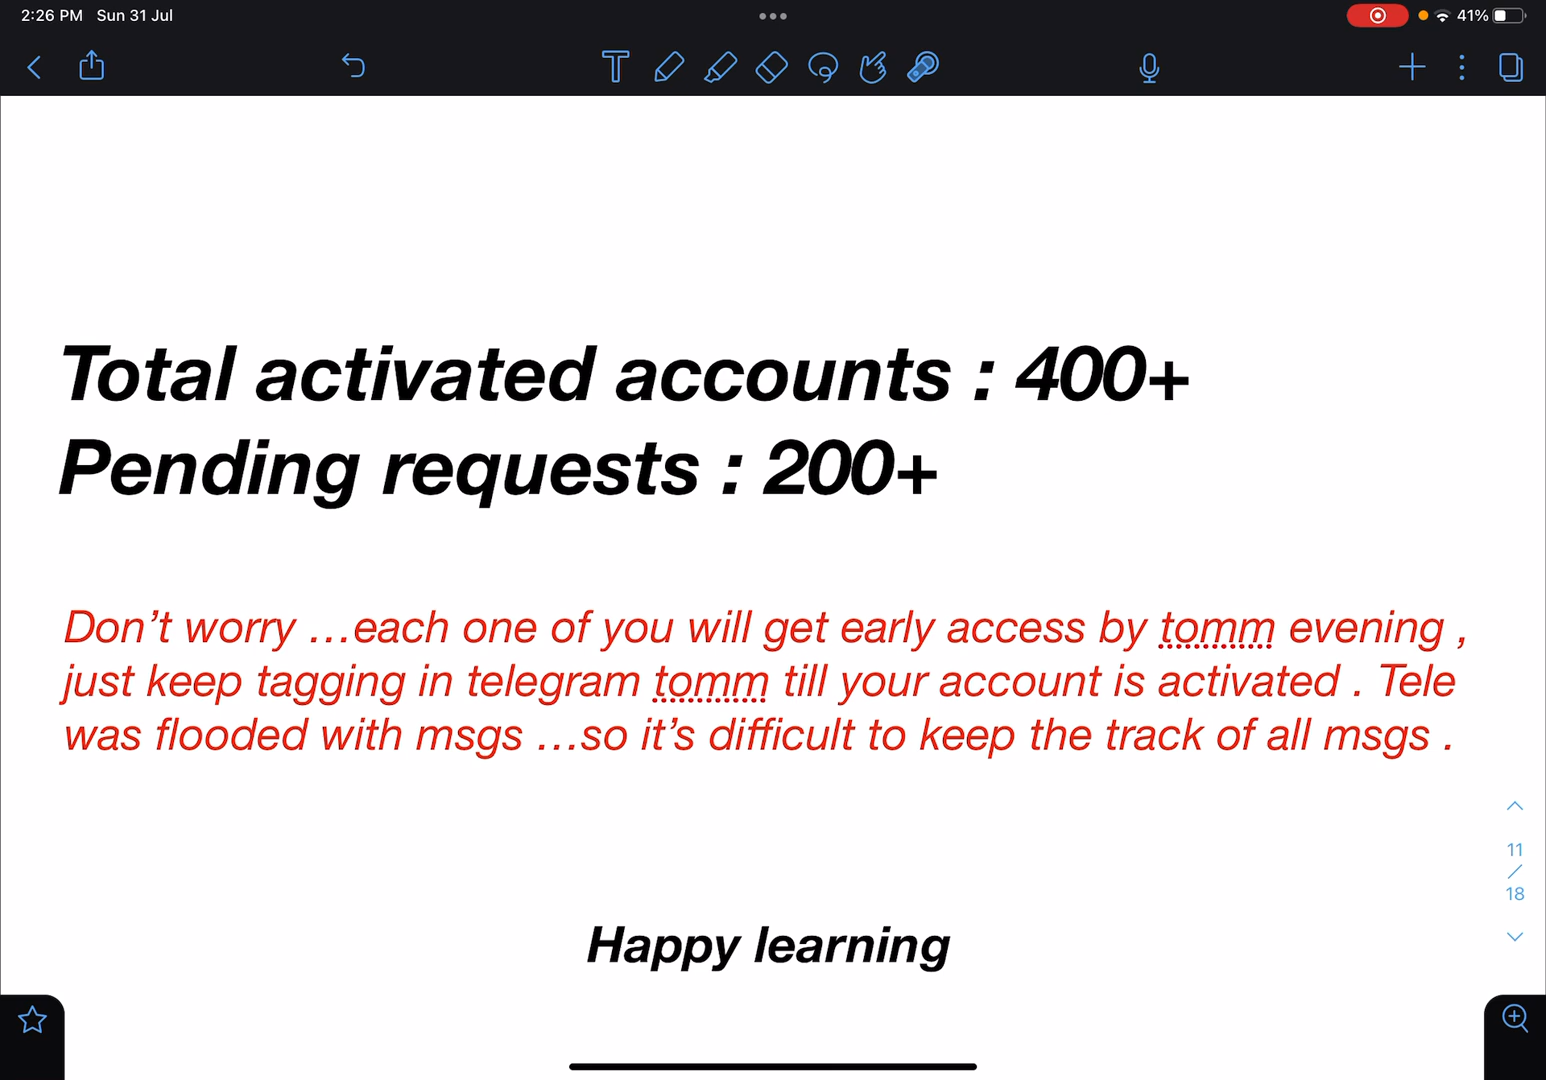 2:26 PM Sun 31 Jul
41%
Total activated accounts : 400+
Pending requests : 200+
Don’t worry …each one of you will get early access by tomm evening ,
just keep tagging in telegram tomm till your account is activated . Tele
was flooded with msgs …so it’s difficult to keep the track of all msgs .
11
/
18
Happy learning